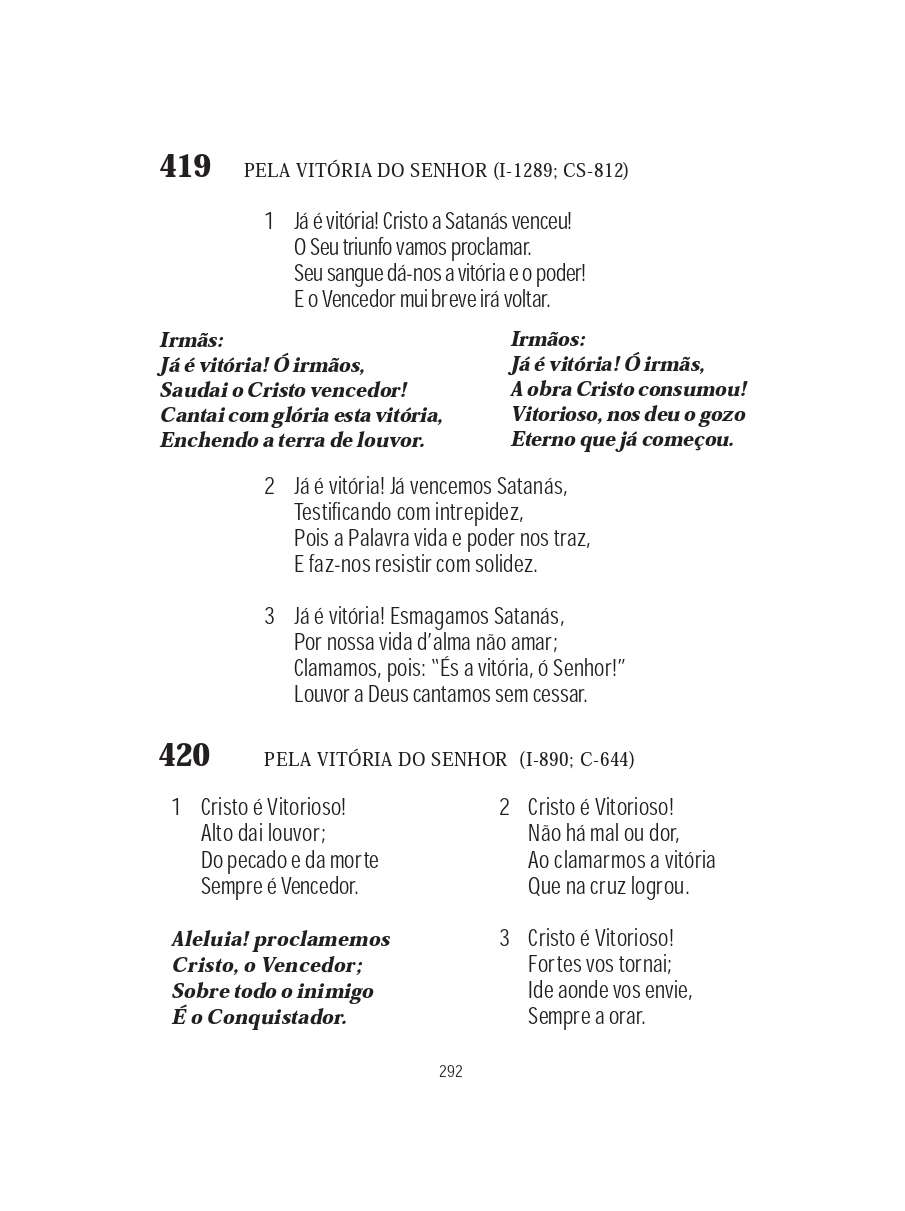 419 PELA VITÓRIA DO SENHOR (I-1289; CS-812)
1 Já é vitória! Cristo a Satanás venceu!
O Seu triunfo vamos proclamar.
Seu sangue dá-nos a vitória e o poder!
E o Vencedor mui breve irá voltar.
Irmãs:
Já é vitória! Ó irmãos,
Saudai o Cristo vencedor!
Cantai com glória esta vitória,
Enchendo a terra de louvor.
Irmãos:
Já é vitória! Ó irmãs,
A obra Cristo consumou!
Vitorioso, nos deu o gozo
Eterno que já começou.
2 Já é vitória! Já vencemos Satanás,
Testificando com intrepidez,
Pois a Palavra vida e poder nos traz,
E faz-nos resistir com solidez.
3 Já é vitória! Esmagamos Satanás,
Por nossa vida d’alma não amar;
Clamamos, pois: “És a vitória, ó Senhor!”
Louvor a Deus cantamos sem cessar.
420 PELA VITÓRIA DO SENHOR (I-890; C-644)
1 Cristo é Vitorioso!
Alto dai louvor;
Do pecado e da morte
Sempre é Vencedor.
Aleluia! proclamemos
Cristo, o Vencedor;
Sobre todo o inimigo
É o Conquistador.
2 Cristo é Vitorioso!
Não há mal ou dor,
Ao clamarmos a vitória
Que na cruz logrou.
3 Cristo é Vitorioso!
Fortes vos tornai;
Ide aonde vos envie,
Sempre a orar.
292